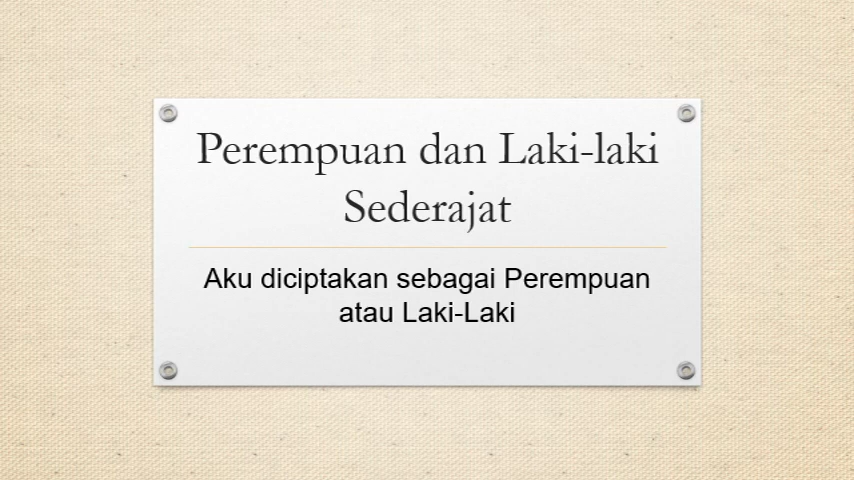 Perempuan dan Laki-laki
Sederajat
Aku diciptakan sebagai Perempuan
atau Laki-Laki